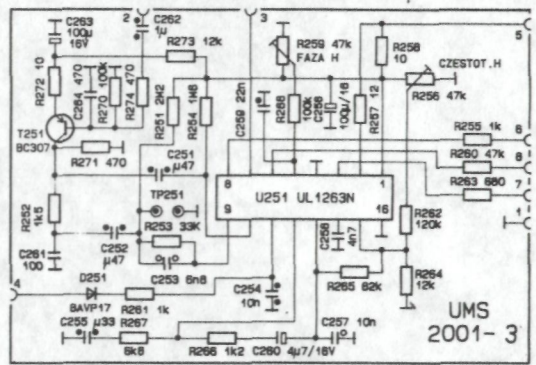 C263
100µ
16V
2
C262
1µ
3
R273 12k
R259 47k
FAZA H
R258
10
5
CZESTOT.H
R256 47k
R272 10
C264 470
R270 100k
R274 470
R251 2M2
R254 1M8
C259 22n
R268
100k
C258
100µ/16
R257 12
T251
BC307
R271 470
C251
µ47
R255 1k
6
R260 47k
8
R263 680
7
TP251
8
U251 UL1263N
1
9
16
1
R252
1k5
R253 33K
C252
µ47
C253 6n8
C256
4n7
R262
120k
C261
100
4
D251
BAVP17
R261 1k
C254
10n
R265 82k
R264
12k
C255 µ33
R267
6k8
R266 1k2
C260 4µ7/16V
C257 10n
UMS
2001-3